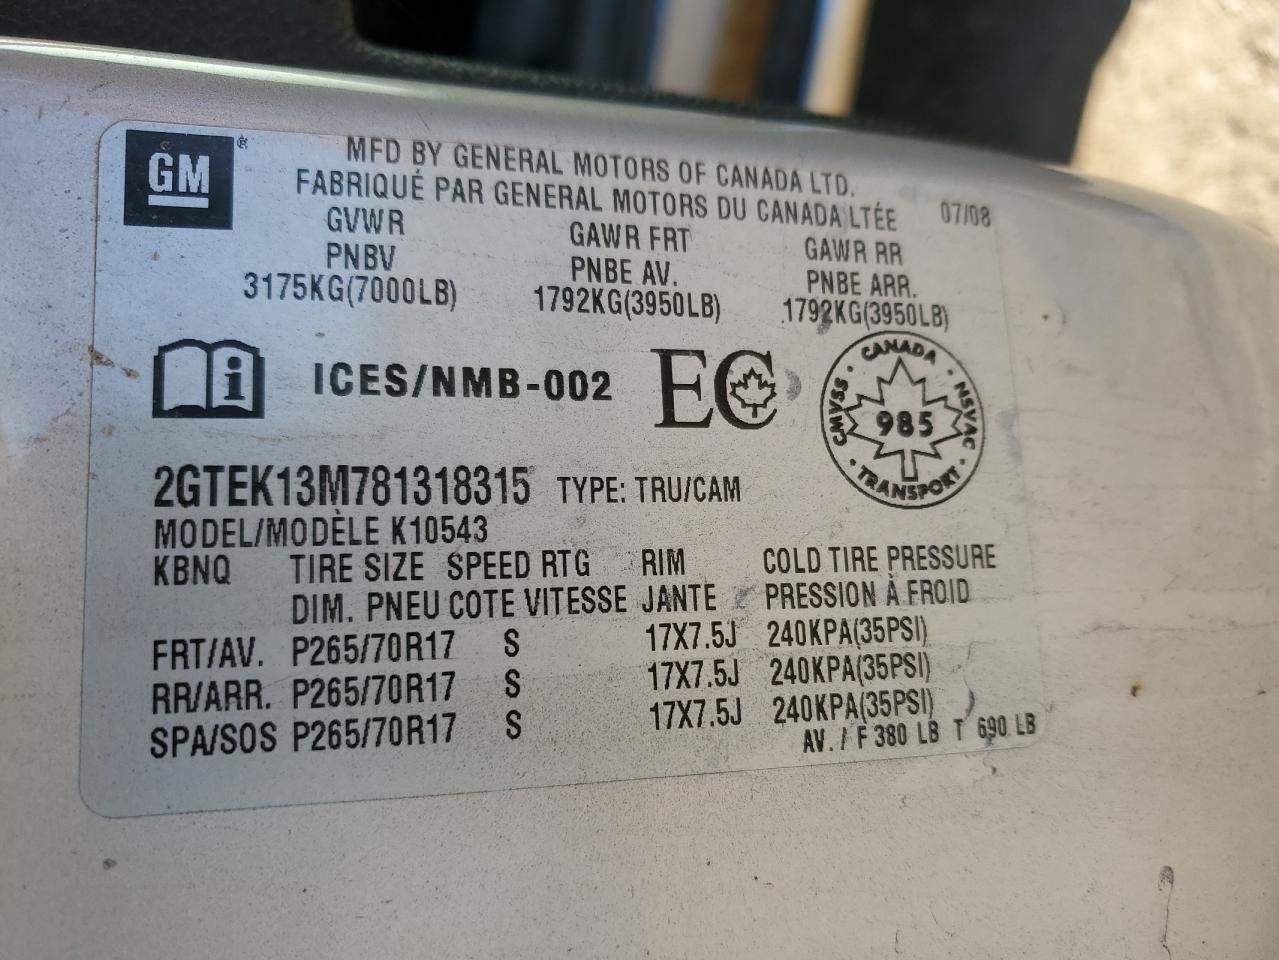 GM ®
MFD BY GENERAL MOTORS OF CANADA LTD.
FABRIQUÉ PAR GENERAL MOTORS DU CANADA LTÉE 07/08
GVWR GAWR FRT GAWR RR
PNBV PNBE AV. PNBE ARR.
3175KG(7000LB) 1792KG(3950LB) 1792KG(3950LB)
i ICES/NMB-002 EC
CANADA
CMVSS 985 NSVAC
TRANSPORT
2GTEK13M781318315 TYPE: TRU/CAM
MODEL/MODÈLE K10543
KBNQ TIRE SIZE SPEED RTG RIM COLD TIRE PRESSURE
DIM. PNEU COTE VITESSE JANTE PRESSION À FROID
FRT/AV. P265/70R17 S 17X7.5J 240KPA(35PSI)
RR/ARR. P265/70R17 S 17X7.5J 240KPA(35PSI)
SPA/SOS P265/70R17 S 17X7.5J 240KPA(35PSI)
AV. / F 380 LB T 690 LB